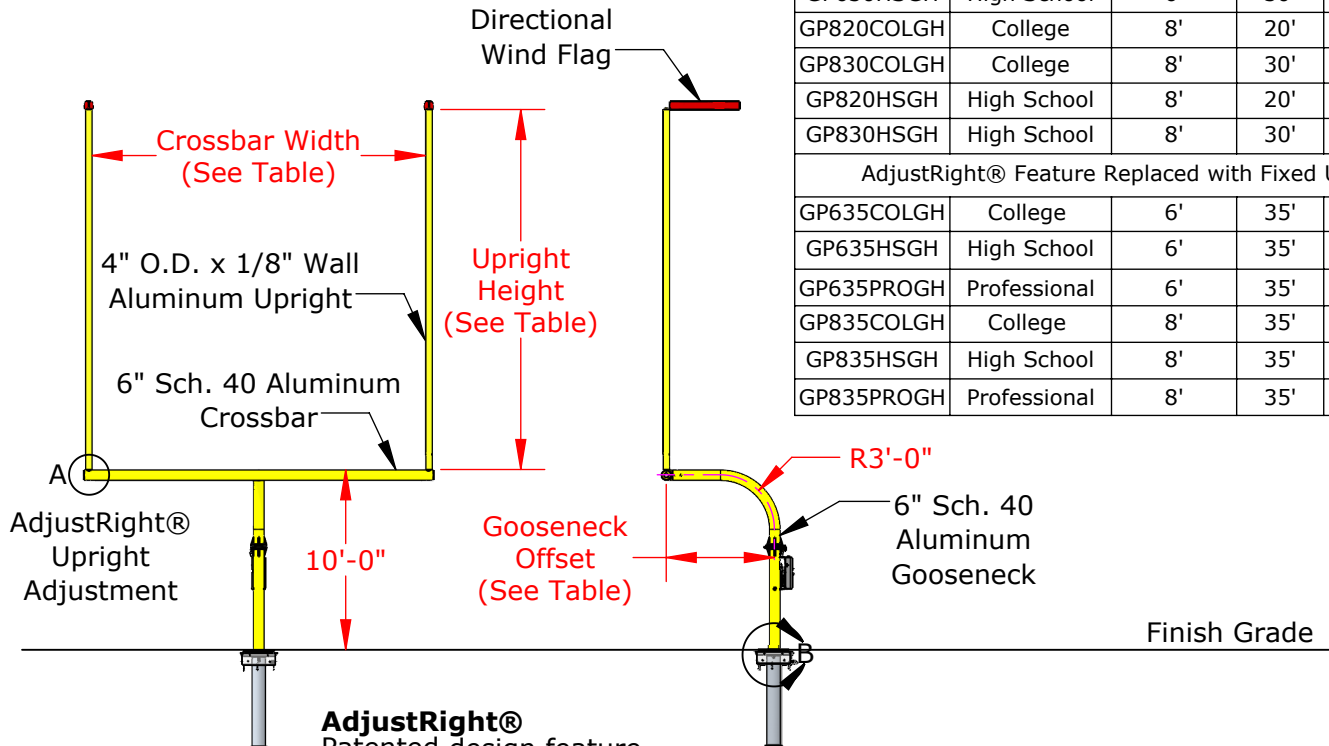 Directional
Wind Flag
Crossbar Width
(See Table)
4" O.D. x 1/8" Wall
Aluminum Upright
Upright
Height
(See Table)
6" Sch. 40 Aluminum
Crossbar
A
AdjustRight®
Upright
Adjustment
10'-0"
Gooseneck
Offset
(See Table)
R3'-0"
6" Sch. 40
Aluminum
Gooseneck
B
Finish Grade
AdjustRight®
Patented design feature
GP820COLGH College 8' 20'
GP830COLGH College 8' 30'
GP820HSGH High School 8' 20'
GP830HSGH High School 8' 30'
AdjustRight® Feature Replaced with Fixed
GP635COLGH College 6' 35'
GP635HSGH High School 6' 35'
GP635PROGH Professional 6' 35'
GP835COLGH College 8' 35'
GP835HSGH High School 8' 35'
GP835PROGH Professional 8' 35'